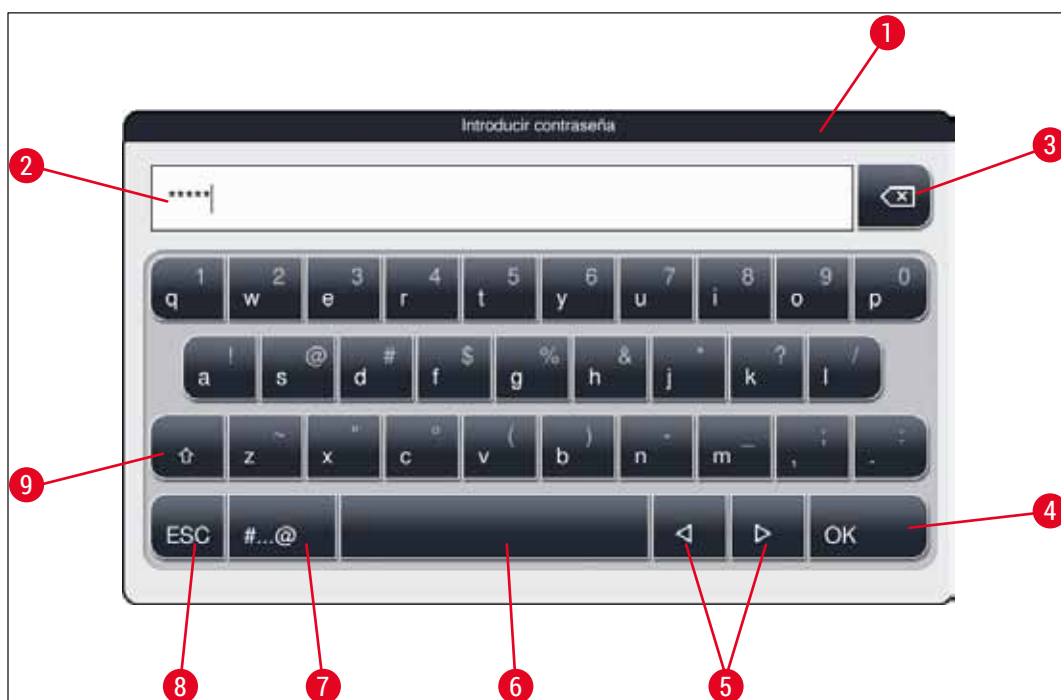 1
Introducir contraseña
2
*****
3
1 2 3 4 5 6 7 8 9 0
q w e r t y u i o p
! @ # $ % & * ? /
a s d f g h j k l
~ " ° ( ) - _ ; :
z x c v b n m , .
9
ESC #...@ OK
4
8 7 6 5